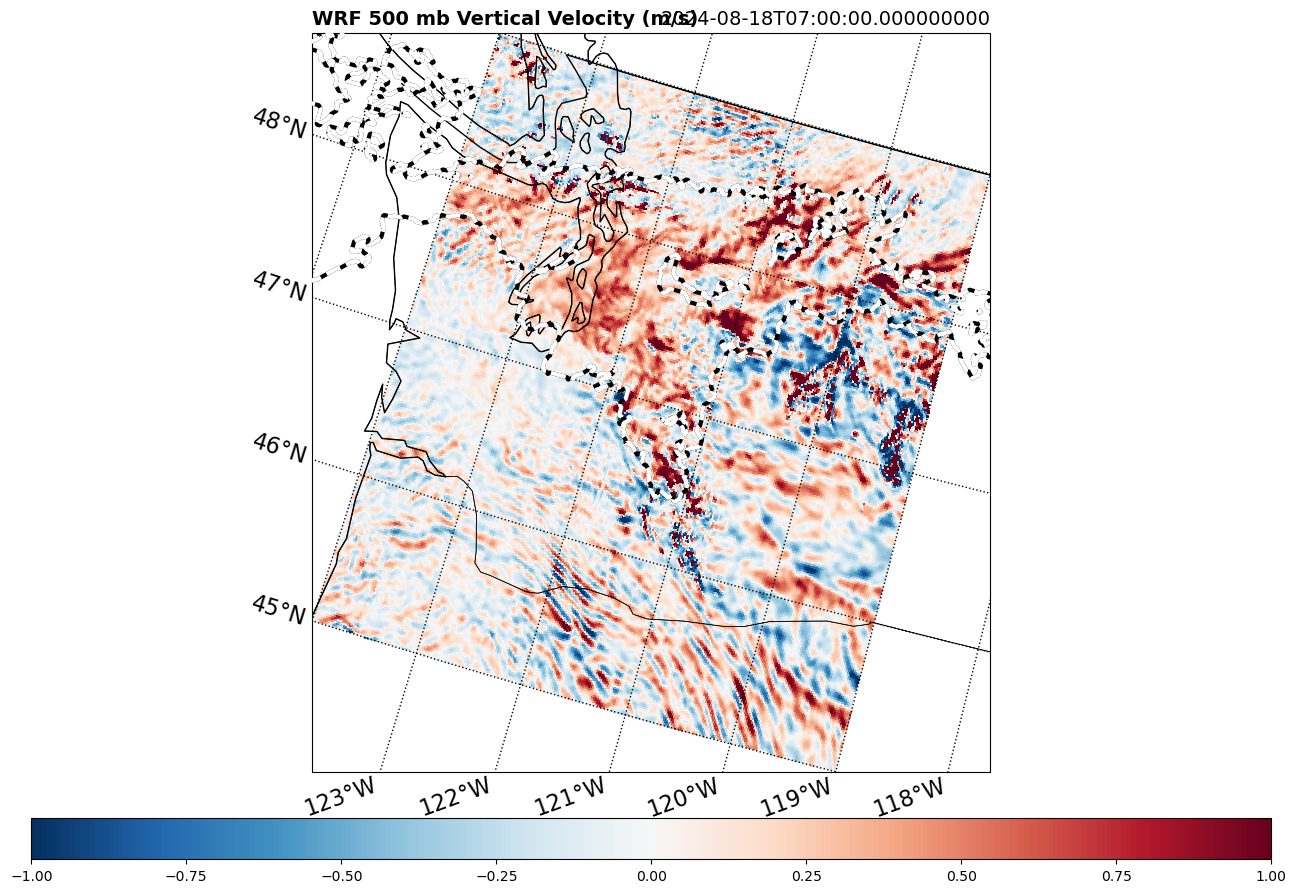 WRF 500 mb Vertical Velocity (m/s) 2024-08-18T07:00:00.000000000
48°N
47°N
46°N
45°N
123°W 122°W 121°W 120°W 119°W 118°W
−1.00 −0.75 −0.50 −0.25 0.00 0.25 0.50 0.75 1.00